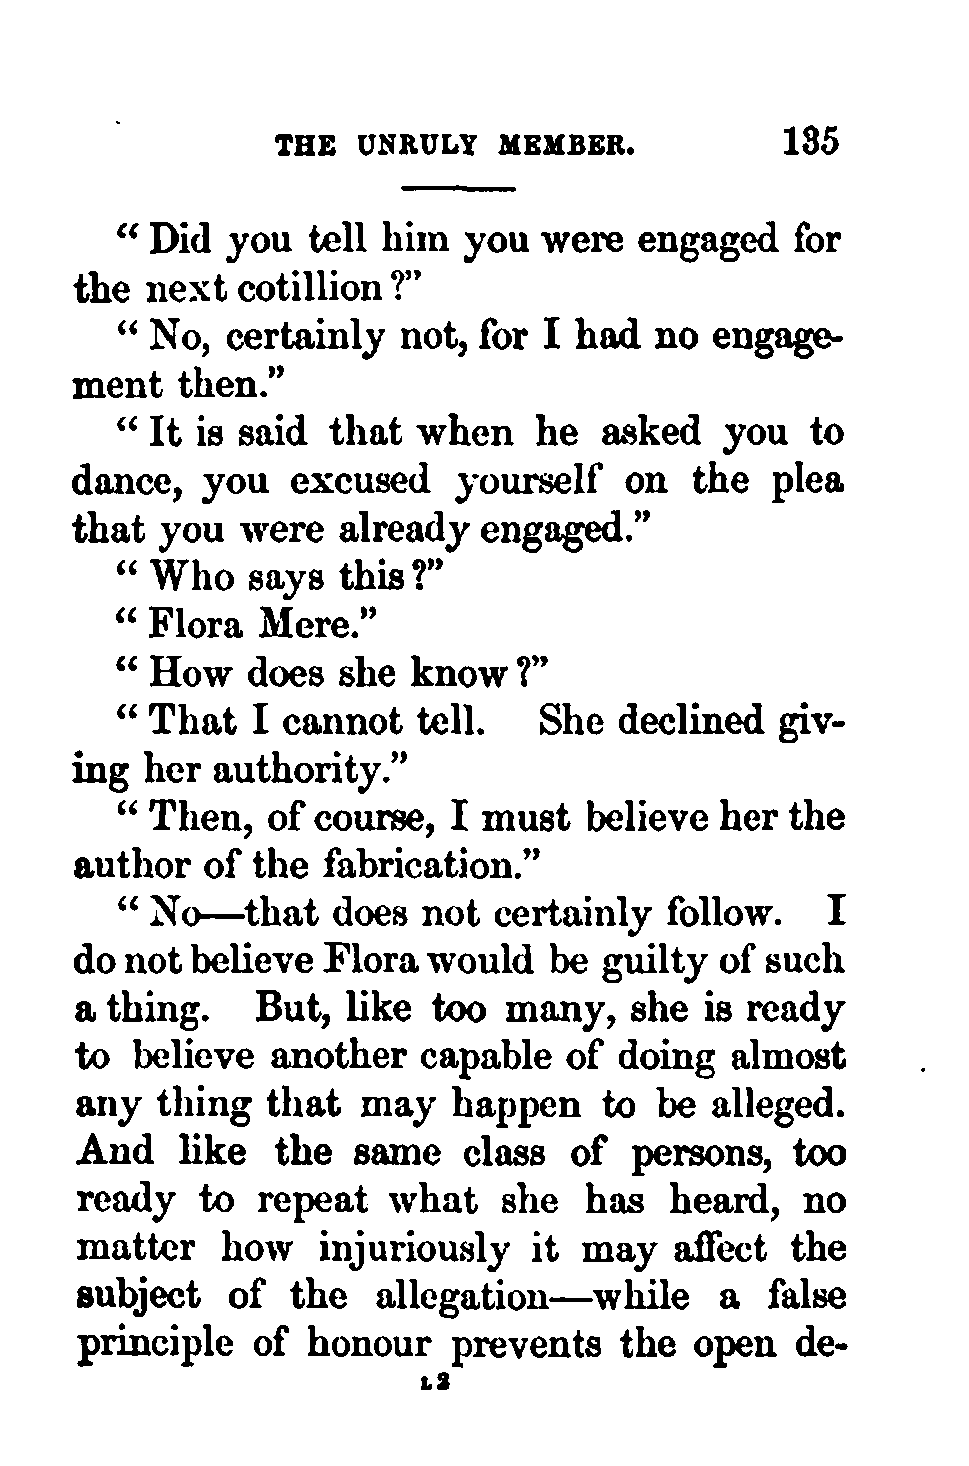 THE UNRULY MEMBER. 135
“ Did you tell him you were engaged for
the next cotillion?”
“ No, certainly not, for I had no engage-
ment then.”
“ It is said that when he asked you to
dance, you excused yourself on the plea
that you were already engaged.”
“ Who says this?”
“ Flora Mere.”
“ How does she know?”
“ That I cannot tell. She declined giv-
ing her authority.”
“ Then, of course, I must believe her the
author of the fabrication.”
“ No—that does not certainly follow. I
do not believe Flora would be guilty of such
a thing. But, like too many, she is ready
to believe another capable of doing almost
any thing that may happen to be alleged.
And like the same class of persons, too
ready to repeat what she has heard, no
matter how injuriously it may affect the
subject of the allegation—while a false
principle of honour prevents the open de-
L 2